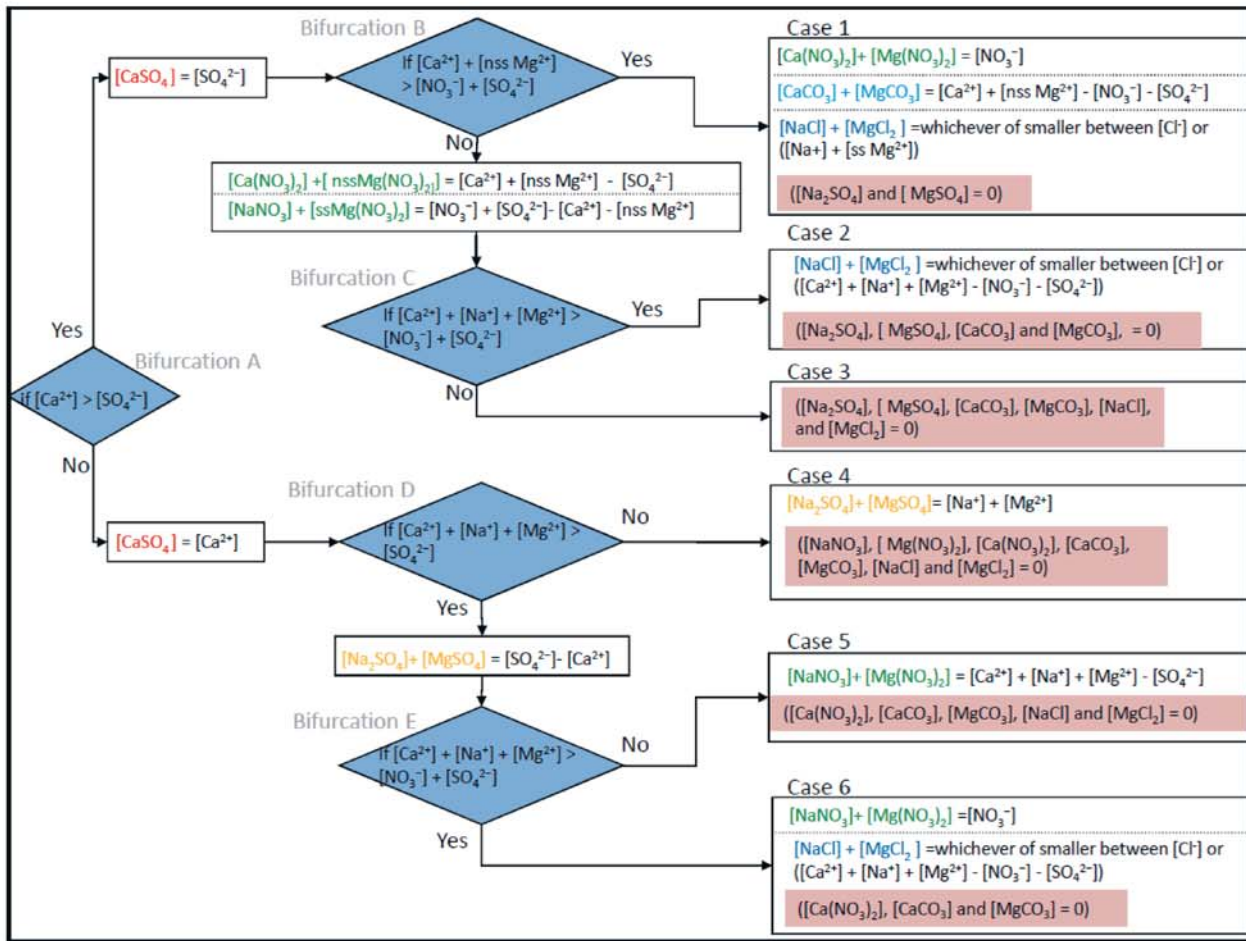 Bifurcation B
[CaSO₄] = [SO₄²⁻]
If [Ca²⁺] + [nss Mg²⁺]
> [NO₃⁻] + [SO₄²⁻]
Yes
No
Case 1
[Ca(NO₃)₂]+ [Mg(NO₃)₂] = [NO₃⁻]
[CaCO₃] + [MgCO₃] = [Ca²⁺] + [nss Mg²⁺] - [NO₃⁻] - [SO₄²⁻]
[NaCl] + [MgCl₂ ] =whichever of smaller between [Cl⁻] or
([Na+] + [ss Mg²⁺])
([Na₂SO₄] and [ MgSO₄] = 0)
[Ca(NO₃)₂] +[ nssMg(NO₃)₂] = [Ca²⁺] + [nss Mg²⁺] - [SO₄²⁻]
[NaNO₃] + [ssMg(NO₃)₂] = [NO₃⁻] + [SO₄²⁻]- [Ca²⁺] - [nss Mg²⁺]
Bifurcation C
If [Ca²⁺] + [Na⁺] + [Mg²⁺] >
[NO₃⁻] + [SO₄²⁻]
Yes
No
Case 2
[NaCl] + [MgCl₂ ] =whichever of smaller between [Cl⁻] or
([Ca²⁺] + [Na⁺] + [Mg²⁺] - [NO₃⁻] - [SO₄²⁻])
([Na₂SO₄], [ MgSO₄], [CaCO₃] and [MgCO₃], = 0)
Yes
Bifurcation A
if [Ca²⁺] > [SO₄²⁻]
No
Case 3
([Na₂SO₄], [ MgSO₄], [CaCO₃], [MgCO₃], [NaCl],
and [MgCl₂] = 0)
Bifurcation D
[CaSO₄] = [Ca²⁺]
If [Ca²⁺] + [Na⁺] + [Mg²⁺] >
[SO₄²⁻]
No
Yes
Case 4
[Na₂SO₄]+ [MgSO₄]= [Na⁺] + [Mg²⁺]
([NaNO₃], [ Mg(NO₃)₂], [Ca(NO₃)₂], [CaCO₃],
[MgCO₃], [NaCl] and [MgCl₂] = 0)
[Na₂SO₄]+ [MgSO₄] = [SO₄²⁻]- [Ca²⁺]
Bifurcation E
if [Ca²⁺] + [Na⁺] + [Mg²⁺] >
[NO₃⁻] + [SO₄²⁻]
No
Yes
Case 5
[NaNO₃]+ [Mg(NO₃)₂] = [Ca²⁺] + [Na⁺] + [Mg²⁺] - [SO₄²⁻]
([Ca(NO₃)₂], [CaCO₃], [MgCO₃], [NaCl] and [MgCl₂] = 0)
Case 6
[NaNO₃]+ [Mg(NO₃)₂] =[NO₃⁻]
[NaCl] + [MgCl₂ ] =whichever of smaller between [Cl⁻] or
([Ca²⁺] + [Na⁺] + [Mg²⁺] - [NO₃⁻] - [SO₄²⁻])
([Ca(NO₃)₂], [CaCO₃] and [MgCO₃] = 0)